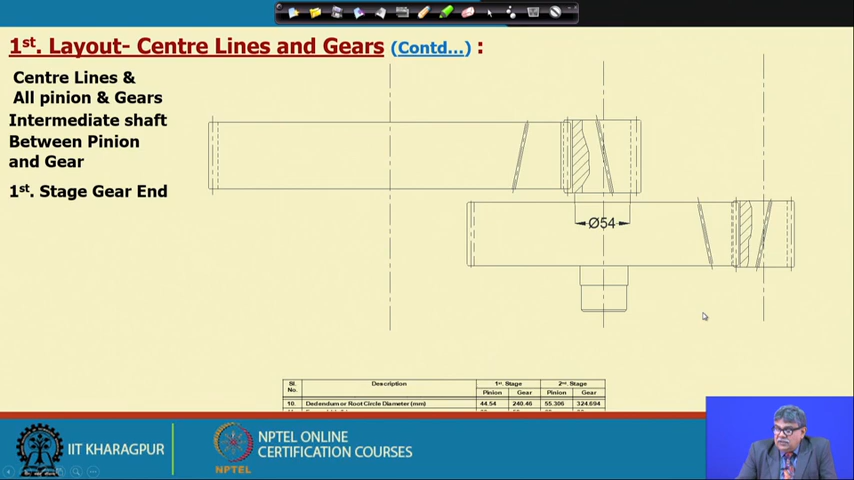 1st. Layout- Centre Lines and Gears (Contd...) :
Centre Lines &
All pinion & Gears
Intermediate shaft
Between Pinion
and Gear
1st. Stage Gear End
Ø54
Sl. No. Description 1st. Stage 2nd. Stage
Pinion Gear Pinion Gear
10. Dedendum or Root Circle Diameter (mm) 44.54 240.46 55.306 324.694
IIT KHARAGPUR
NPTEL
NPTEL ONLINE
CERTIFICATION COURSES